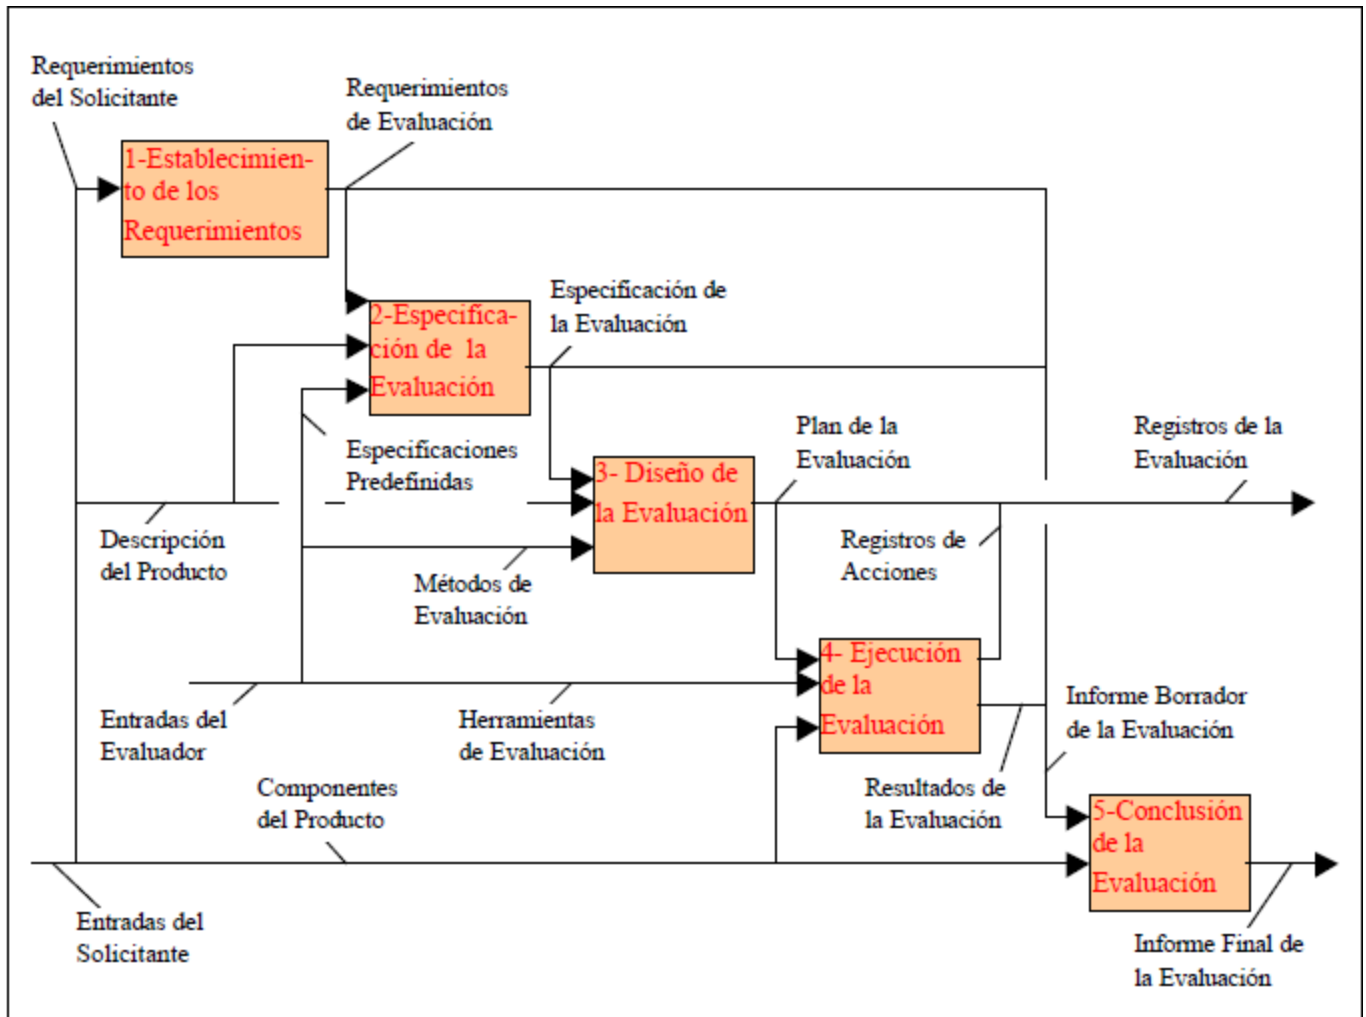 Requerimientos
del Solicitante
Requerimientos
de Evaluación
1-Establecimien-
to de los
Requerimientos
Especificación de
la Evaluación
2-Especifica-
ción de  la
Evaluación
Especificaciones
Predefinidas
Plan de la
Evaluación
Registros de la
Evaluación
3- Diseño de
la Evaluación
Descripción
del Producto
Métodos de
Evaluación
Registros de
Acciones
4- Ejecución
de la
Evaluación
Entradas del
Evaluador
Herramientas
de Evaluación
Informe Borrador
de la Evaluación
Componentes
del Producto
Resultados de
la Evaluación
5-Conclusión
de la
Evaluación
Entradas del
Solicitante
Informe Final de
la Evaluación